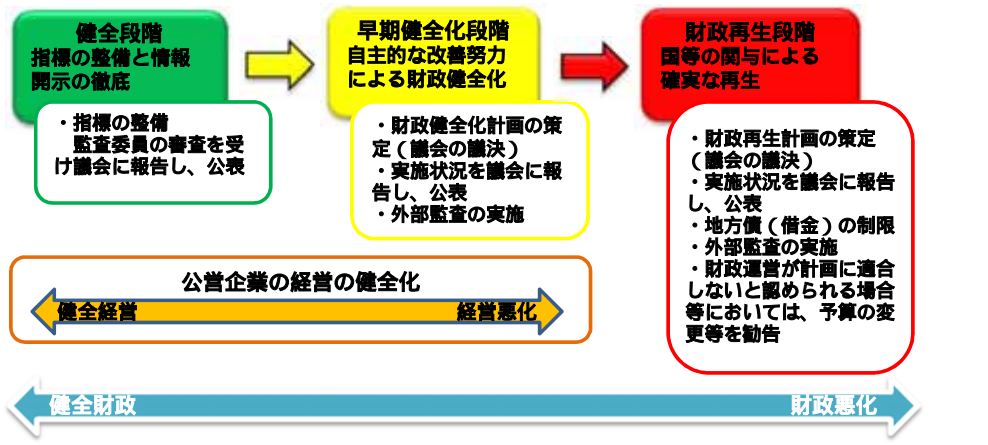 健全段階
指標の整備と情報
開示の徹底
・指標の整備
監査委員の審査を受
け議会に報告し、公表
早期健全化段階
自主的な改善努力
による財政健全化
・財政健全化計画の策
定（議会の議決）
・実施状況を議会に報
告し、公表
・外部監査の実施
財政再生段階
国等の関与による
確実な再生
・財政再生計画の策定
（議会の議決）
・実施状況を議会に報告
し、公表
・地方債（借金）の制限
・外部監査の実施
・財政運営が計画に適合
しないと認められる場合
等においては、予算の変
更等を勧告
公営企業の経営の健全化
健全経営
経営悪化
健全財政
財政悪化